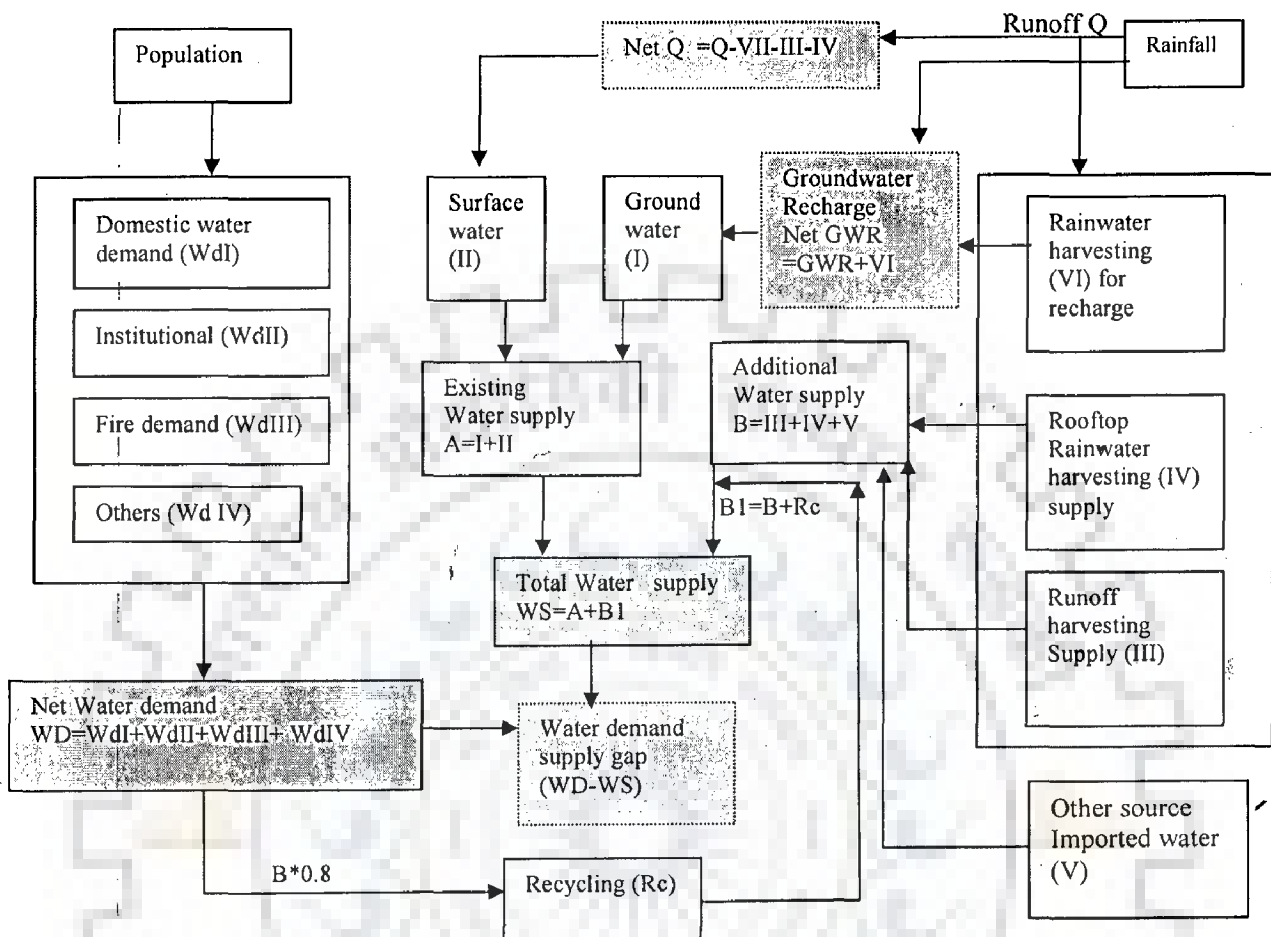 Population
Net Q =Q-VII-III-IV
Runoff Q
Rainfall
Domestic water
demand (WdI)
Institutional (WdII)
Fire demand (WdIII)
Others (Wd IV)
Surface
water
(II)
Ground
water
(I)
Groundwater
Recharge
Net GWR
=GWR+VI
Rainwater
harvesting
(VI) for
recharge
Existing
Water supply
A=I+II
Additional
Water supply
B=III+IV+V
Rooftop
Rainwater
harvesting (IV)
supply
B1=B+Rc
Total Water supply
WS=A+B1
Runoff
harvesting
Supply (III)
Net Water demand
WD=WdI+WdII+WdIII+ WdIV
Water demand
supply gap
(WD-WS)
Other source
Imported water
(V)
B*0.8
Recycling (Rc)